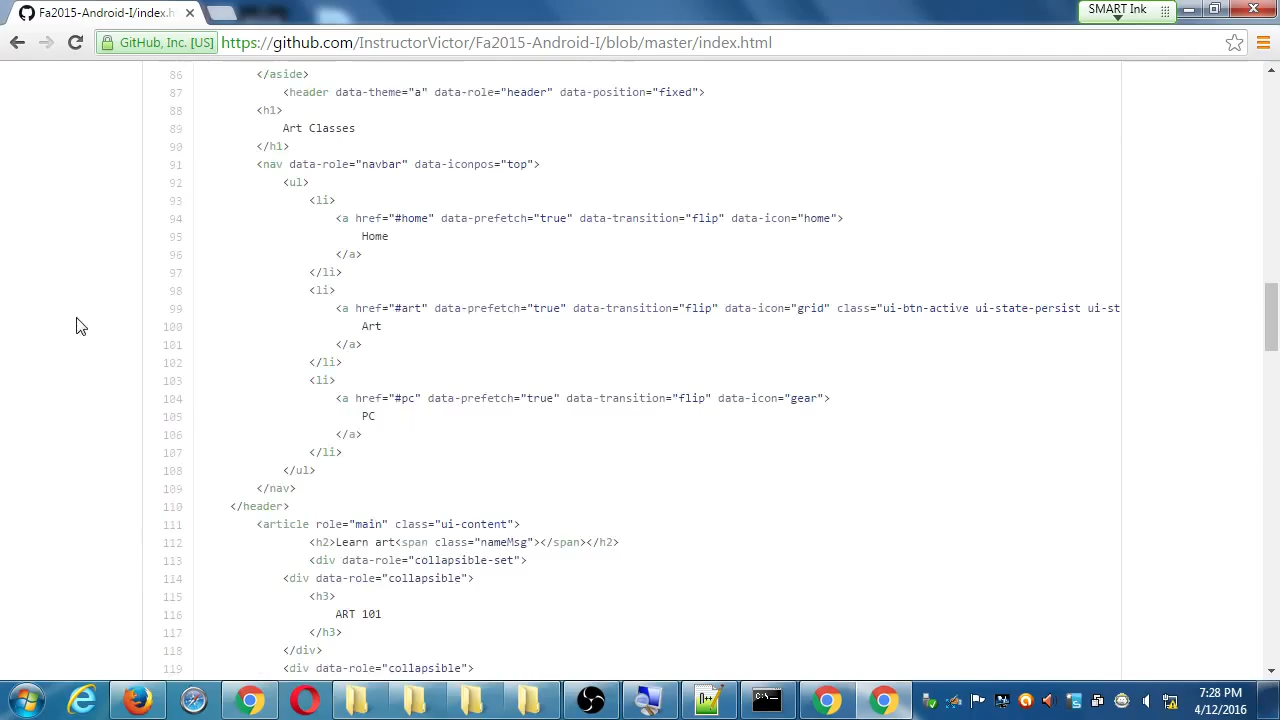 Fa2015-Android-I/index.h
SMART Ink
GitHub, Inc. [US] https://github.com/InstructorVictor/Fa2015-Android-I/blob/master/index.html
86 </aside>
87 <header data-theme="a" data-role="header" data-position="fixed">
88 <h1>
89 Art Classes
90 </h1>
91 <nav data-role="navbar" data-iconpos="top">
92 <ul>
93 <li>
94 <a href="#home" data-prefetch="true" data-transition="flip" data-icon="home">
95 Home
96 </a>
97 </li>
98 <li>
99 <a href="#art" data-prefetch="true" data-transition="flip" data-icon="grid" class="ui-btn-active ui-state-persist ui-st
100 Art
101 </a>
102 </li>
103 <li>
104 <a href="#pc" data-prefetch="true" data-transition="flip" data-icon="gear">
105 PC
106 </a>
107 </li>
108 </ul>
109 </nav>
110 </header>
111 <article role="main" class="ui-content">
112 <h2>Learn art<span class="nameMsg"></span></h2>
113 <div data-role="collapsible-set">
114 <div data-role="collapsible">
115 <h3>
116 ART 101
117 </h3>
118 </div>
119 <div data-role="collapsible">
7:28 PM
4/12/2016